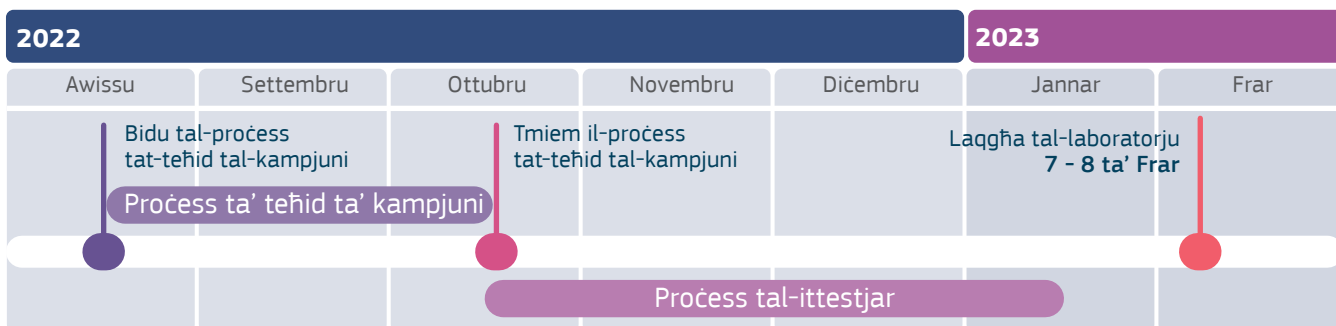 2022
2023
Awissu
Settembru
Ottubru
Novembru
Diċembru
Jannar
Frar
Bidu tal-proċess
tat-teħid tal-kampjuni
Tmiem il-proċess
tat-teħid tal-kampjuni
Laqgħa tal-laboratorju
7 - 8 ta’ Frar
Proċess ta’ teħid ta’ kampjuni
Proċess tal-ittestjar